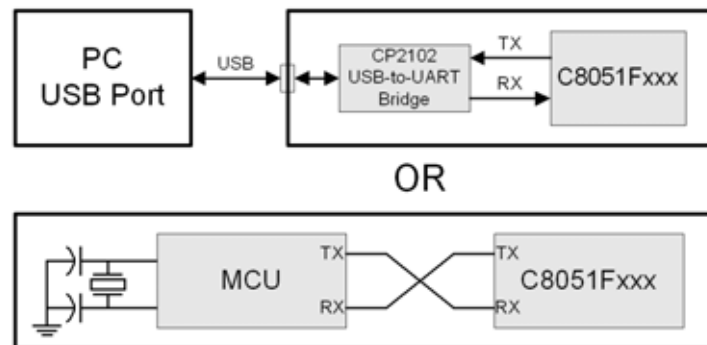 PC
USB Port
USB
CP2102
USB-to-UART
Bridge
TX
RX
C8051Fxxx
OR
MCU
TX
RX
TX
RX
C8051Fxxx